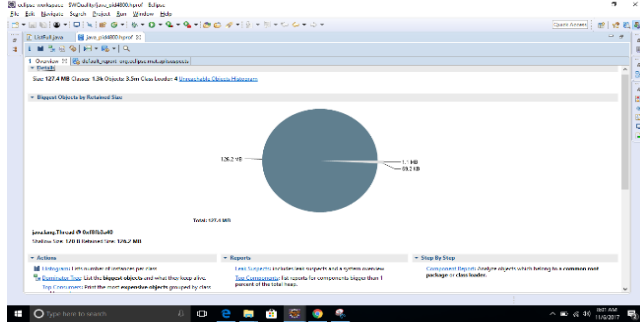 File Edit Navigate Search Project Run Window Help
Quick Access
ListFull.java java_pid4800.hprof
Overview default_report org.eclipse.mat.api:suspects
Details
Size: 127.4 MB Classes: 1.3k Objects: 3.5m Class Loader: 4 Unreachable Objects Histogram
Biggest Objects by Retained Size
126.2 MB
1.1 MB
Total: 127.4 MB
java.lang.Thread @
Shallow Size: 120 B Retained Size: 126.2 MB
Actions
Reports
Step By Step
Histogram: Lists number of instances per class
Dominator Tree: List the biggest objects and what they keep alive.
Top Consumers: Print the most expensive objects grouped by class
Leak Suspects: includes leak suspects and a system overview
Top Components: list reports for components bigger than 1
percent of the total heap.
Component Report: Analyze objects which belong to a common root
package or class loader.
Type here to search
11/6/2017